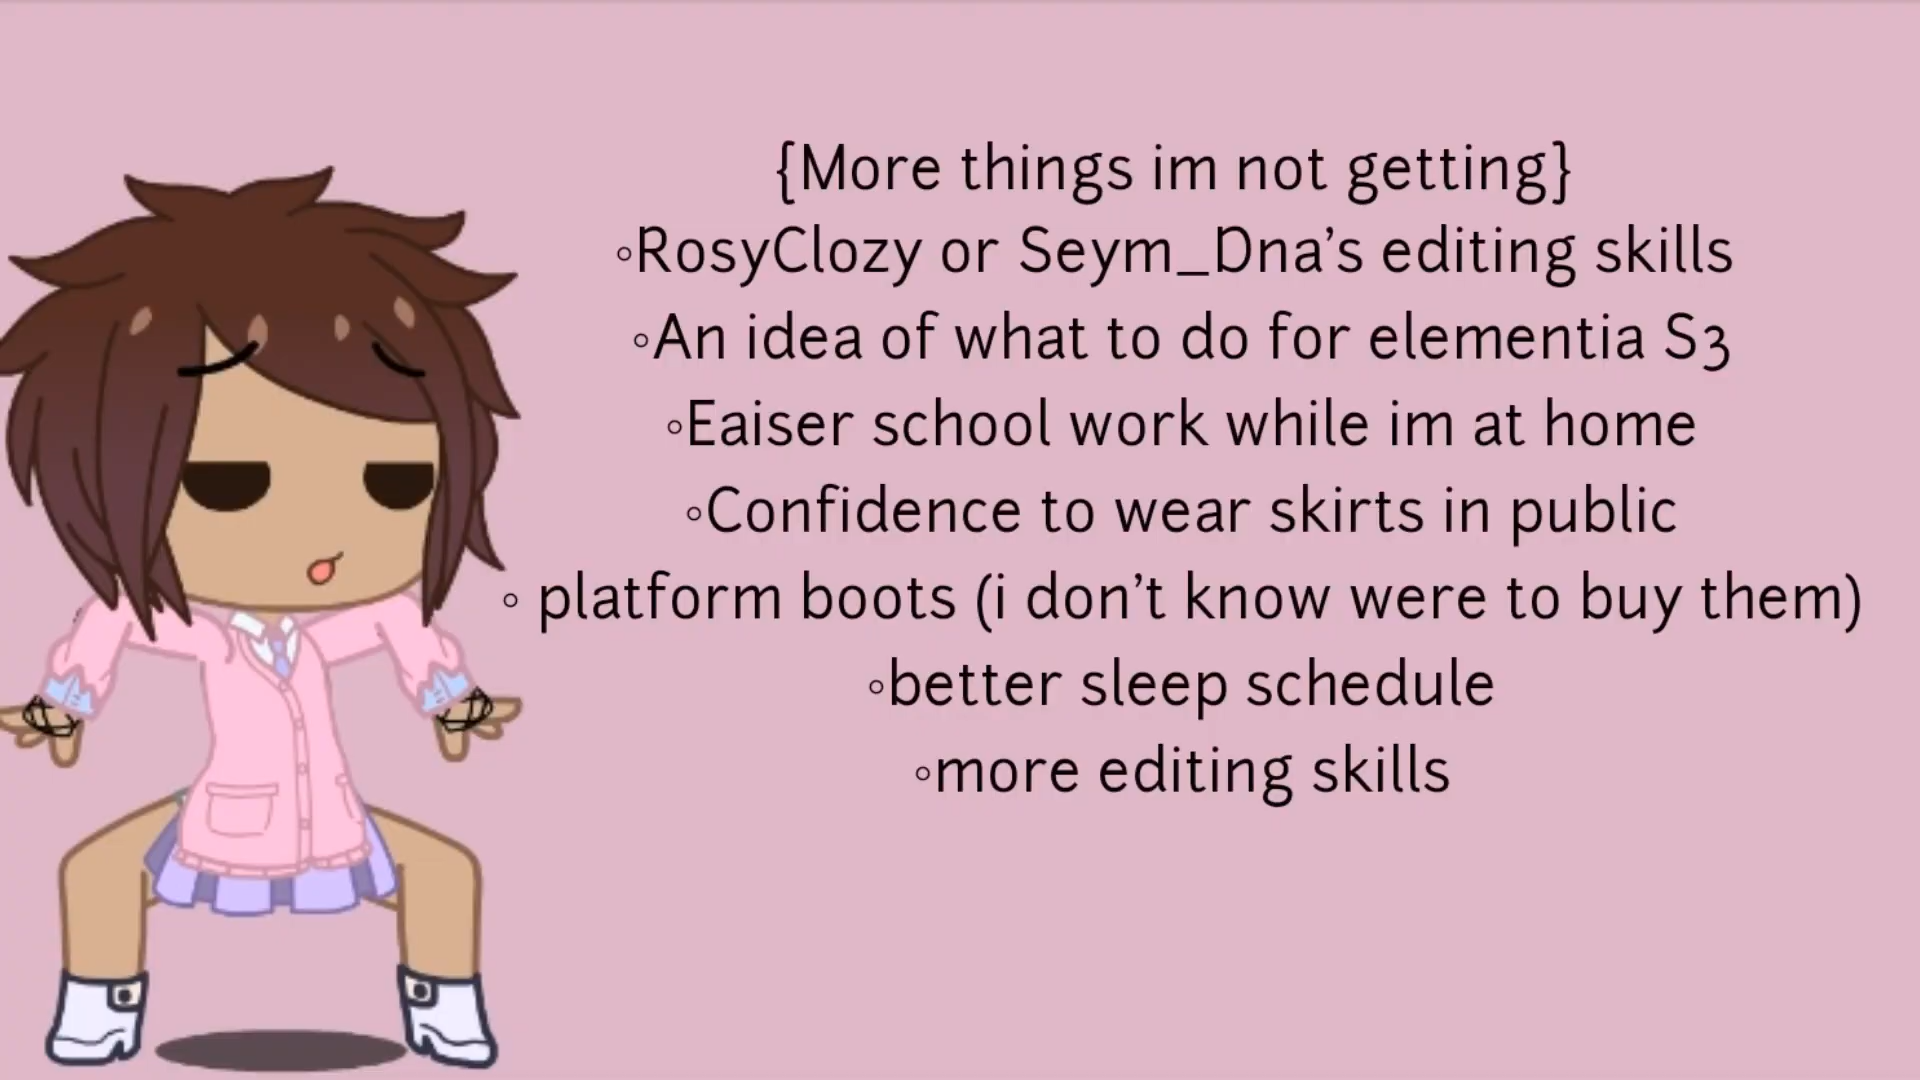 {More things im not getting}
◦RosyClozy or Seym_Dna’s editing skills
◦An idea of what to do for elementia S3
◦Eaiser school work while im at home
◦Confidence to wear skirts in public
◦ platform boots (i don’t know were to buy them)
◦better sleep schedule
◦more editing skills